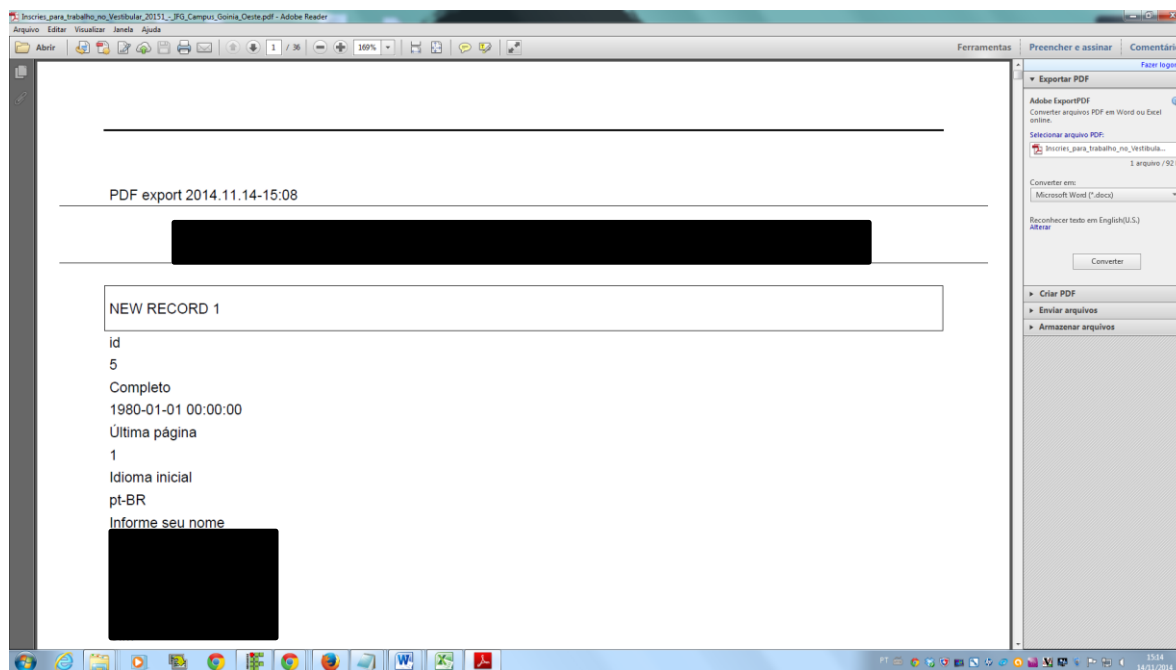 Inscries_para_trabalho_no_Vestibular_20151_-_IFG_Campus_Goinia_Oeste.pdf - Adobe Reader
Arquivo Editar Visualizar Janela Ajuda
Abrir 1 / 36 169% Ferramentas Preencher e assinar Comentári
Fazer logon
Exportar PDF
Adobe ExportPDF
Converter arquivos PDF em Word ou Excel
online.
Selecionar arquivo PDF:
Inscries_para_trabalho_no_Vestibula...
1 arquivo / 92
Converter em:
Microsoft Word (*.docx)
Reconhecer texto em English(U.S.)
Alterar
Converter
Criar PDF
Enviar arquivos
Armazenar arquivos
PDF export 2014.11.14-15:08
NEW RECORD 1
id
5
Completo
1980-01-01 00:00:00
Última página
1
Idioma inicial
pt-BR
Informe seu nome
PT 15:14
14/11/2014